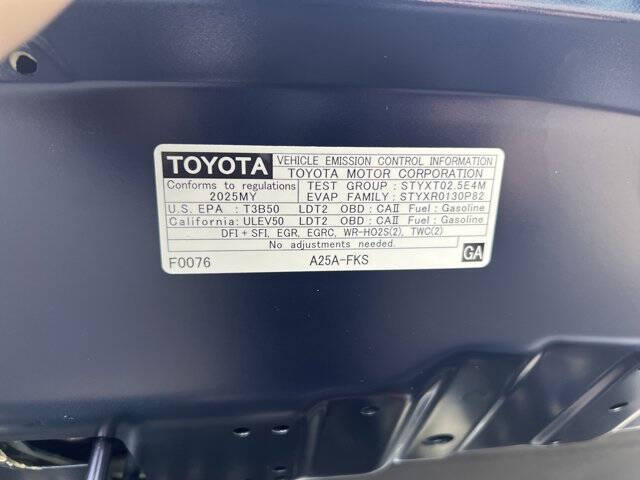 TOYOTA VEHICLE EMISSION CONTROL INFORMATION
TOYOTA MOTOR CORPORATION
Conforms to regulations TEST GROUP : STYXT02.5E4M
2025MY EVAP FAMILY : STYXR0130P82
U.S. EPA : T3B50 LDT2 OBD : CAII Fuel : Gasoline
California: ULEV50 LDT2 OBD : CAII Fuel : Gasoline
DFI + SFI, EGR, EGRC, WR-HO2S(2), TWC(2)
No adjustments needed.
F0076 A25A-FKS GA